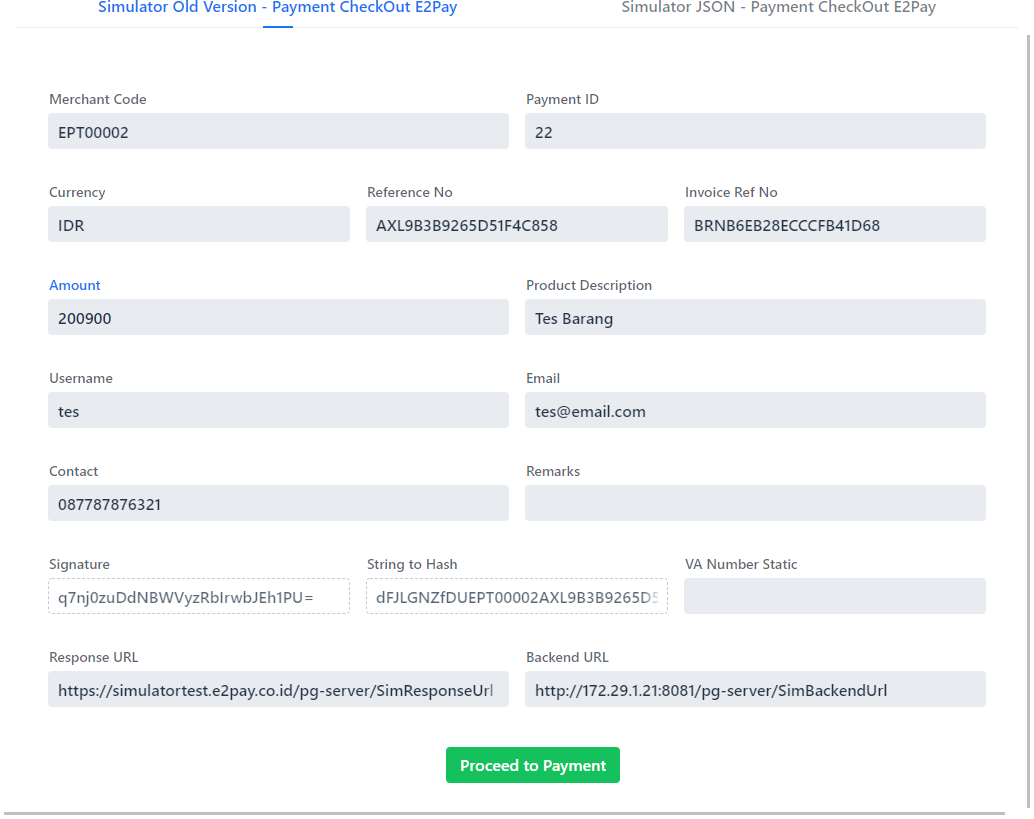 Simulator Old Version - Payment CheckOut E2Pay
Simulator JSON - Payment CheckOut E2Pay
Merchant Code
EPT00002
Payment ID
22
Currency
IDR
Reference No
AXL9B3B9265D51F4C858
Invoice Ref No
BRNB6EB28ECCCFB41D68
Amount
200900
Product Description
Tes Barang
Username
tes
Email
tes@email.com
Contact
087787876321
Remarks
Signature
q7nj0zuDdNBWVyzRbIrwbJEh1PU=
String to Hash
dFJLGNZfDUEPT00002AXL9B3B9265D5
VA Number Static
Response URL
https://simulatortest.e2pay.co.id/pg-server/SimResponseUrl
Backend URL
http://172.29.1.21:8081/pg-server/SimBackendUrl
Proceed to Payment